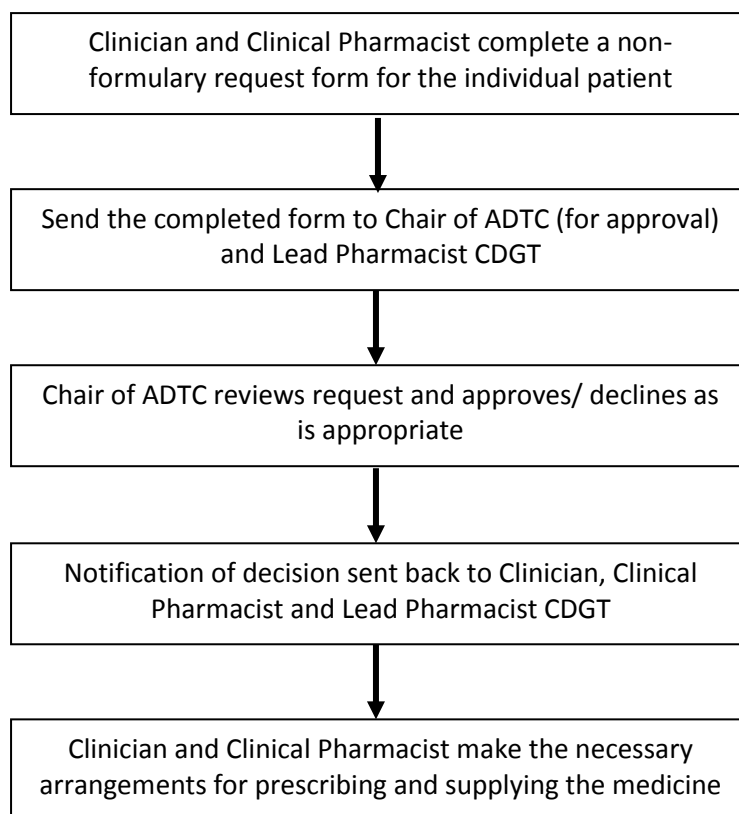 Clinician and Clinical Pharmacist complete a non-
formulary request form for the individual patient
Send the completed form to Chair of ADTC (for approval)
and Lead Pharmacist CDGT
Chair of ADTC reviews request and approves/ declines as
is appropriate
Notification of decision sent back to Clinician, Clinical
Pharmacist and Lead Pharmacist CDGT
Clinician and Clinical Pharmacist make the necessary
arrangements for prescribing and supplying the medicine